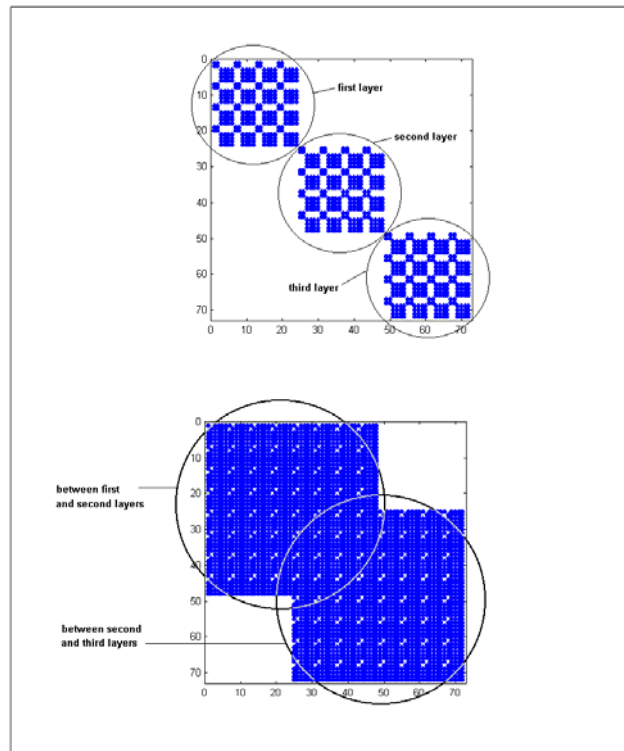 0
10
20
30
40
50
60
70
0 10 20 30 40 50 60 70
first layer
second layer
third layer
0
10
20
30
40
50
60
70
0 10 20 30 40 50 60 70
between first
and second layers
between second
and third layers